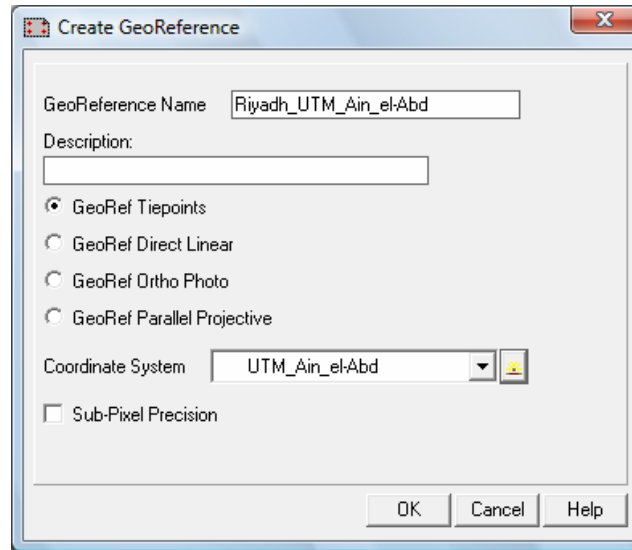 Create GeoReference
GeoReference Name Riyadh_UTM_Ain_el-Abd
Description:
GeoRef Tiepoints
GeoRef Direct Linear
GeoRef Ortho Photo
GeoRef Parallel Projective
Coordinate System UTM_Ain_el-Abd
Sub-Pixel Precision
OK Cancel Help